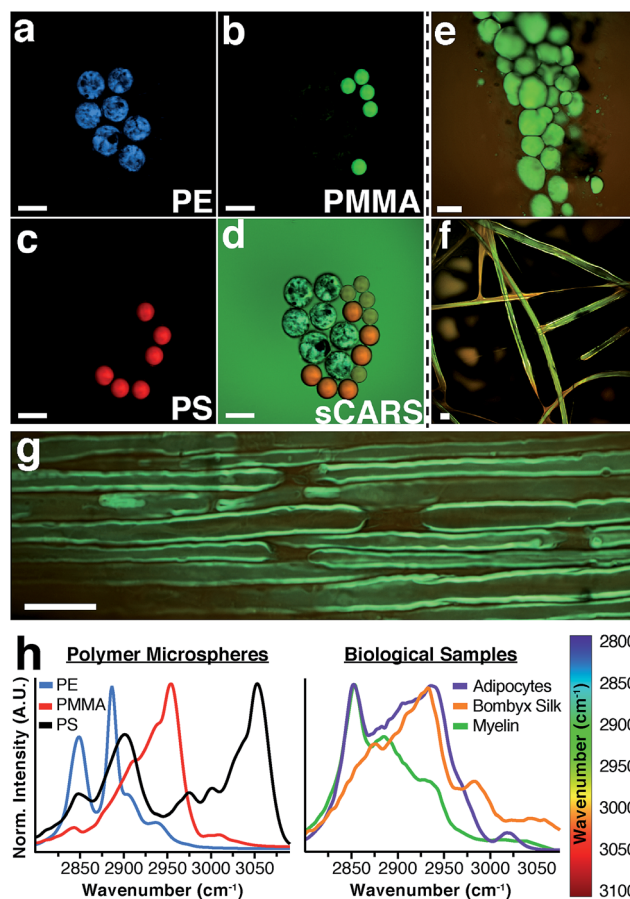 a
PE
b
PMMA
e
c
PS
d
sCARS
f
g
h
Polymer Microspheres
Biological Samples
PE
PMMA
PS
Adipocytes
Bombyx Silk
Myelin
Norm. Intensity (A.U.)
2850 2900 2950 3000 3050
Wavenumber (cm-1)
2850 2900 2950 3000 3050
Wavenumber (cm-1)
Wavenumber (cm-1)
2800
2850
2900
2950
3000
3050
3100